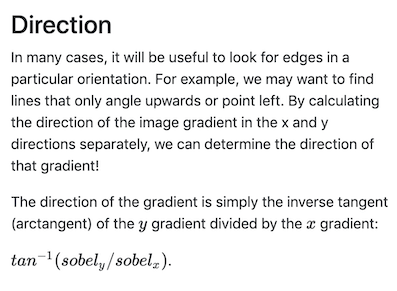 Direction
In many cases, it will be useful to look for edges in a
particular orientation. For example, we may want to find
lines that only angle upwards or point left. By calculating
the direction of the image gradient in the x and y
directions separately, we can determine the direction of
that gradient!
The direction of the gradient is simply the inverse tangent
(arctangent) of the y gradient divided by the x gradient:
tan⁻¹(sobel_y/sobel_x).